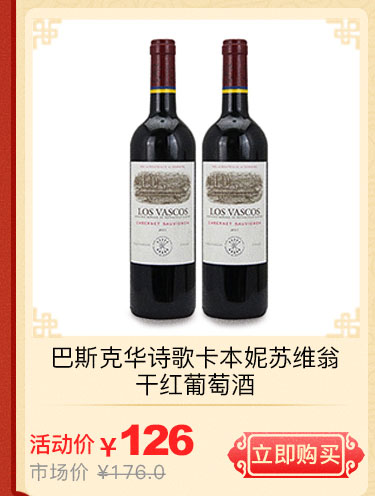 LOS VASCOS
CABERNET SAUVIGNON
LOS VASCOS
CABERNET SAUVIGNON
巴斯克华诗歌卡本妮苏维翁
干红葡萄酒
活动价 ¥126
市场价 ¥176.0
立即购买